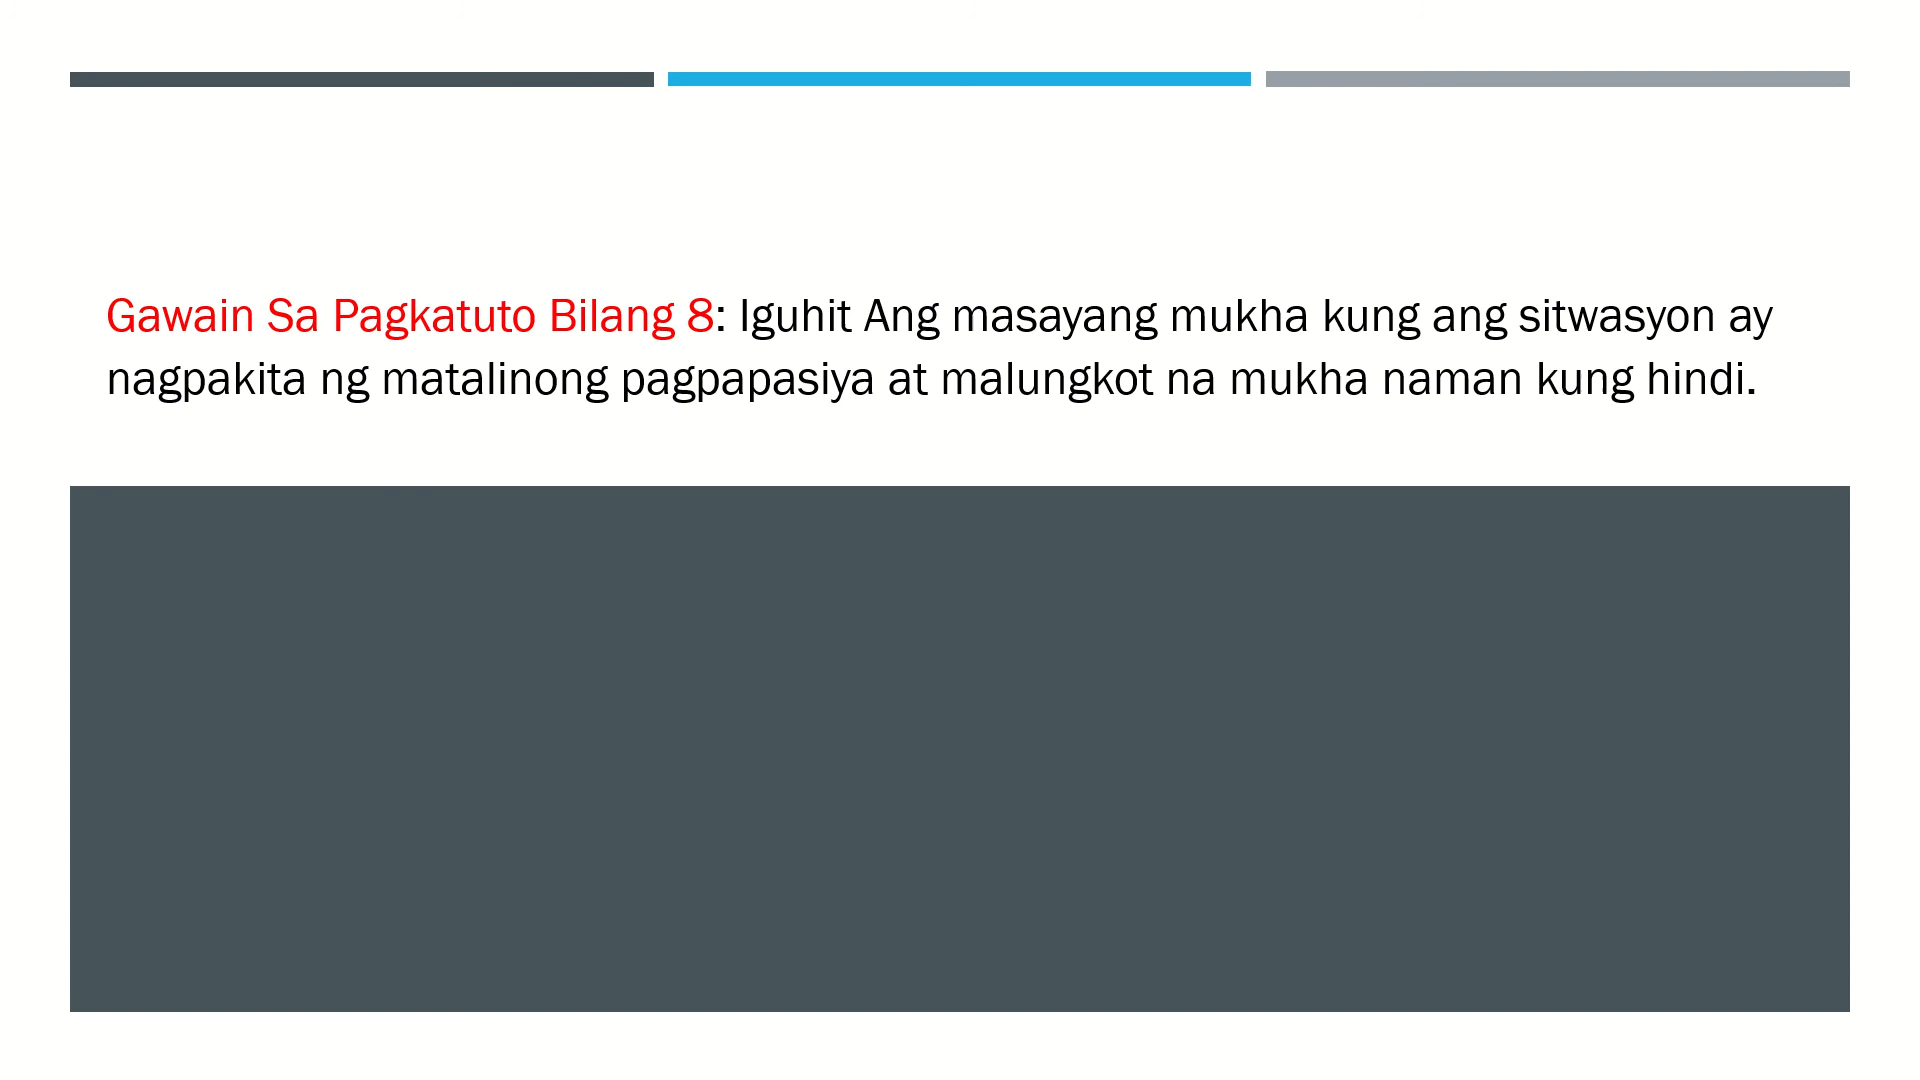 Gawain Sa Pagkatuto Bilang 8: Iguhit Ang masayang mukha kung ang sitwasyon ay
nagpakita ng matalinong pagpapasiya at malungkot na mukha naman kung hindi.